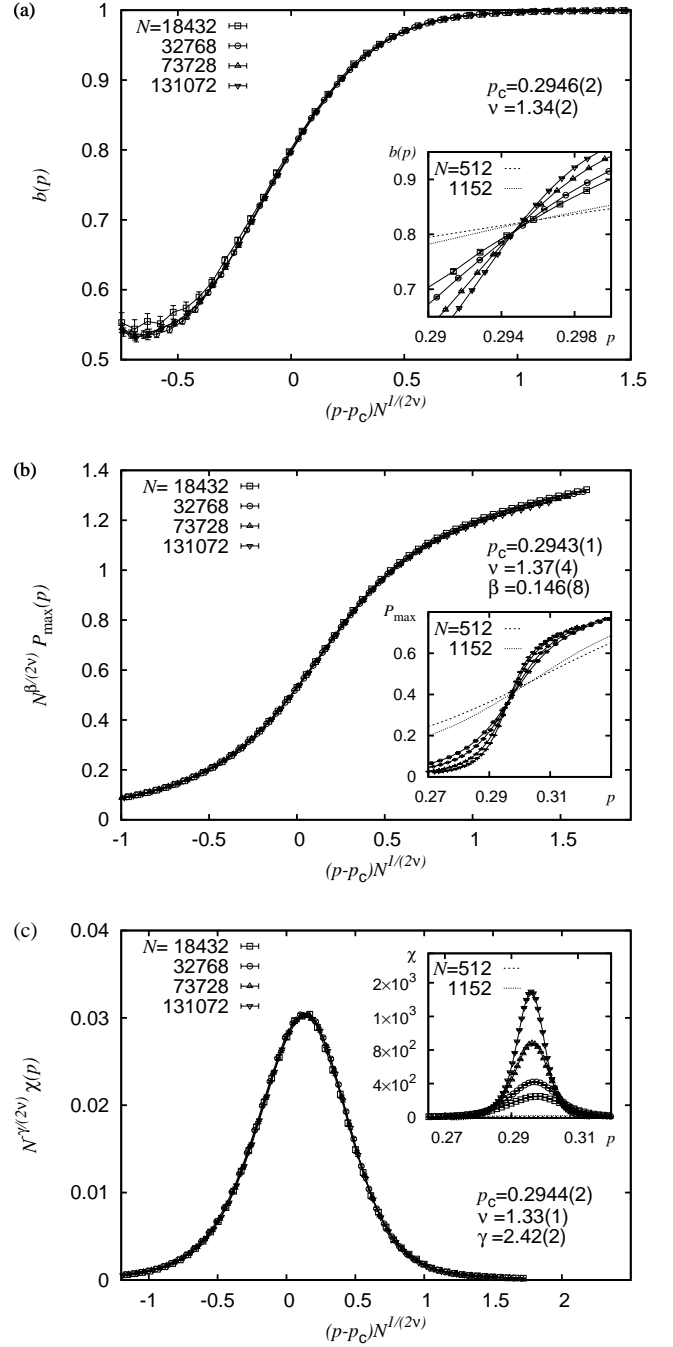 (a)
N=18432
32768
73728
131072
p_c=0.2946(2)
ν =1.34(2)
b(p)
1
0.9
0.8
0.7
0.6
0.5
-0.5
0
0.5
1
1.5
(p-p_c)N^{1/(2ν)}
b(p)
N=512
1152
0.9
0.8
0.7
0.29
0.294
0.298
p
(b)
N= 18432
32768
73728
131072
p_c=0.2943(1)
ν =1.37(4)
β =0.146(8)
N^{β/(2ν)} P_max(p)
1.4
1.2
1.0
0.8
0.6
0.4
0.2
0
-1
-0.5
0
0.5
1
1.5
(p-p_c)N^{1/(2ν)}
P_max
N=512
1152
0.6
0.4
0.2
0
0.27
0.29
0.31
p
(c)
N= 18432
32768
73728
131072
N^{-γ/(2ν)} χ(p)
0.04
0.03
0.02
0.01
0
-1
-0.5
0
0.5
1
1.5
2
(p-p_c)N^{1/(2ν)}
χ
N=512
1152
2×10³
1×10³
8×10²
4×10²
0
0.27
0.29
0.31
p
p_c=0.2944(2)
ν =1.33(1)
γ =2.42(2)